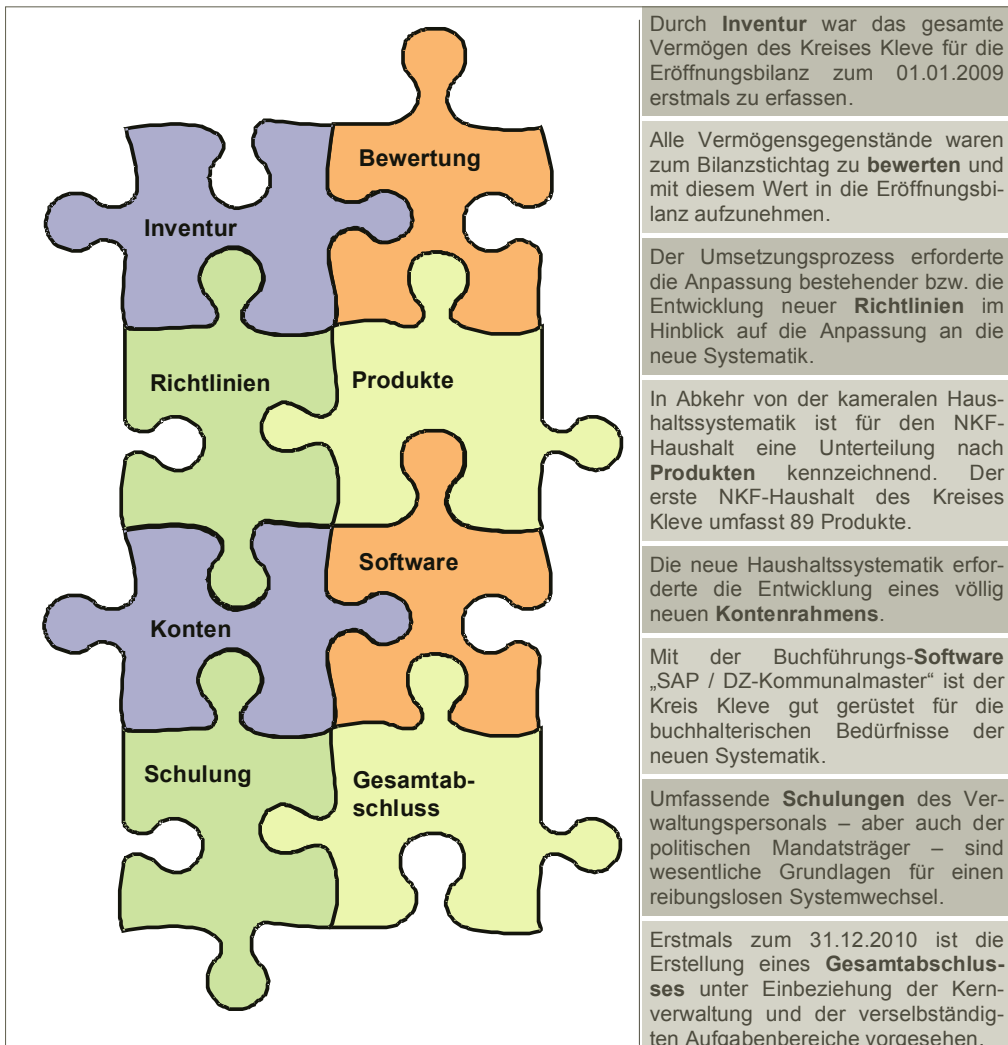 Bewertung
Inventur
Richtlinien
Produkte
Software
Konten
Schulung
Gesamtab-
schluss
Durch Inventur war das gesamte
Vermögen des Kreises Kleve für die
Eröffnungsbilanz zum 01.01.2009
erstmals zu erfassen.
Alle Vermögensgegenstände waren
zum Bilanzstichtag zu bewerten und
mit diesem Wert in die Eröffnungsbi-
lanz aufzunehmen.
Der Umsetzungsprozess erforderte
die Anpassung bestehender bzw. die
Entwicklung neuer Richtlinien im
Hinblick auf die Anpassung an die
neue Systematik.
In Abkehr von der kameralen Haus-
haltssystematik ist für den NKF-
Haushalt eine Unterteilung nach
Produkten kennzeichnend. Der
erste NKF-Haushalt des Kreises
Kleve umfasst 89 Produkte.
Die neue Haushaltssystematik erfor-
derte die Entwicklung eines völlig
neuen Kontenrahmens.
Mit der Buchführungs-Software
„SAP / DZ-Kommunalmaster“ ist der
Kreis Kleve gut gerüstet für die
buchhalterischen Bedürfnisse der
neuen Systematik.
Umfassende Schulungen des Ver-
waltungspersonals – aber auch der
politischen Mandatsträger – sind
wesentliche Grundlagen für einen
reibungslosen Systemwechsel.
Erstmals zum 31.12.2010 ist die
Erstellung eines Gesamtabschlus-
ses unter Einbeziehung der Kern-
verwaltung und der verselbständig-
ten Aufgabenbereiche vorgesehen.